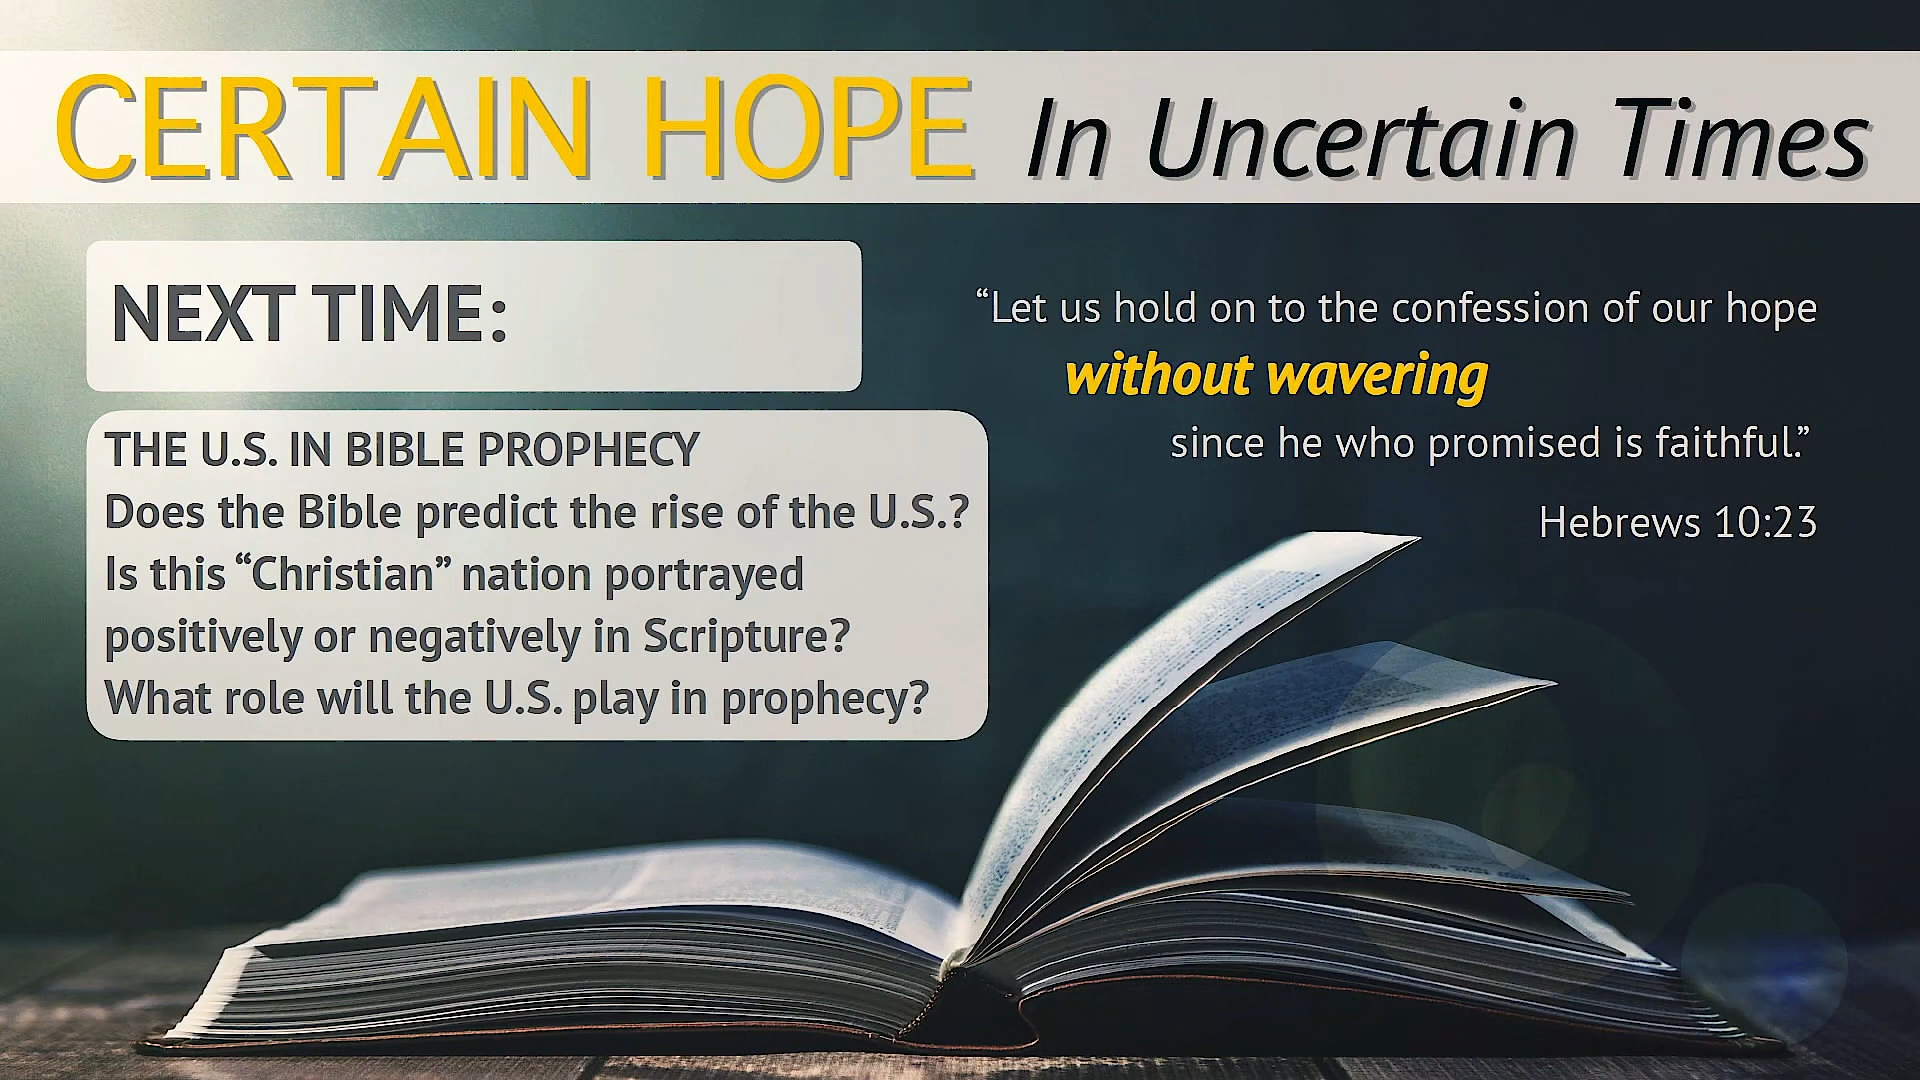 CERTAIN HOPE In Uncertain Times
NEXT TIME:
THE U.S. IN BIBLE PROPHECY
Does the Bible predict the rise of the U.S.?
Is this “Christian” nation portrayed
positively or negatively in Scripture?
What role will the U.S. play in prophecy?
“Let us hold on to the confession of our hope
without wavering
since he who promised is faithful.”
Hebrews 10:23